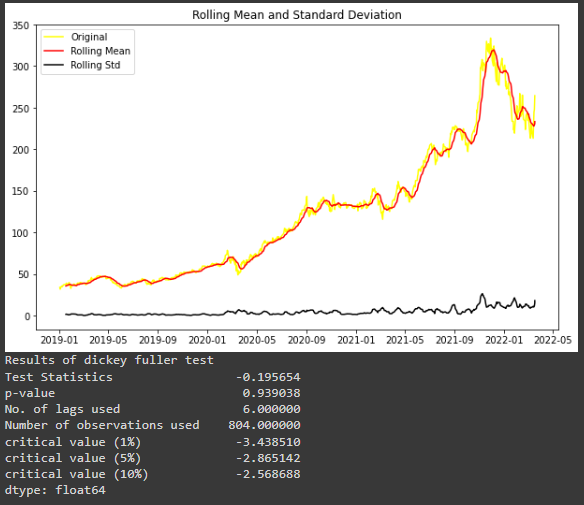 Rolling Mean and Standard Deviation
350
Original
Rolling Mean
Rolling Std
300
250
200
150
100
50
0
2019-01 2019-05 2019-09 2020-01 2020-05 2020-09 2021-01 2021-05 2021-09 2022-01 2022-05
Results of dickey fuller test
Test Statistics -0.195654
p-value 0.939038
No. of lags used 6.000000
Number of observations used 804.000000
critical value (1%) -3.438510
critical value (5%) -2.865142
critical value (10%) -2.568688
dtype: float64